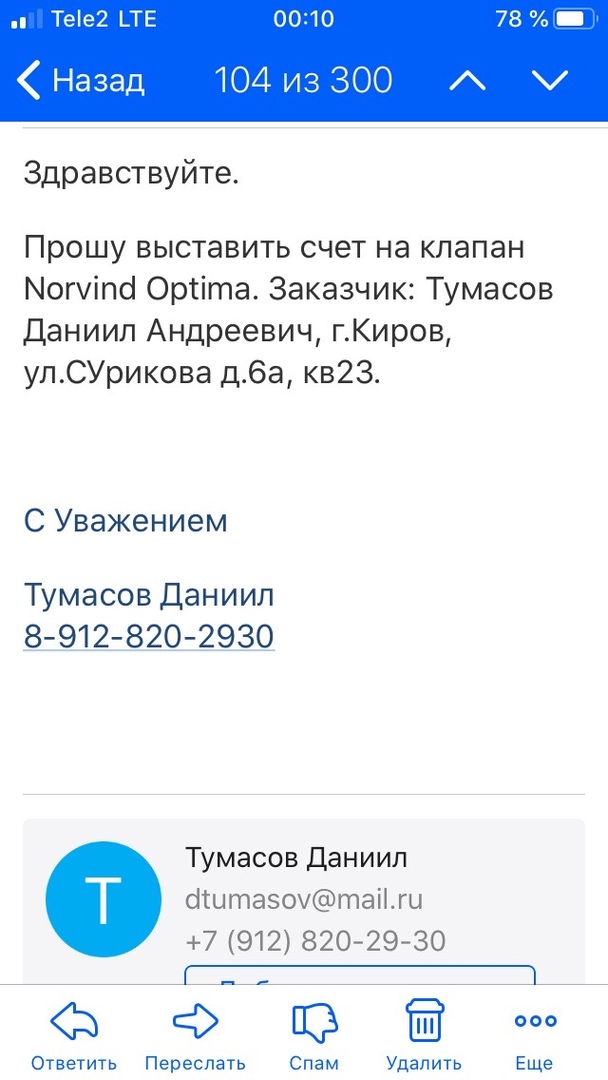 Tele2 LTE 00:10 78 %
Назад 104 из 300
Здравствуйте.
Прошу выставить счет на клапан
Norvind Optima. Заказчик: Тумасов
Даниил Андреевич, г.Киров,
ул.СУрикова д.6а, кв23.
С Уважением
Тумасов Даниил
8-912-820-2930
Т
Тумасов Даниил
dtumasov@mail.ru
+7 (912) 820-29-30
Ответить Переслать Спам Удалить Еще